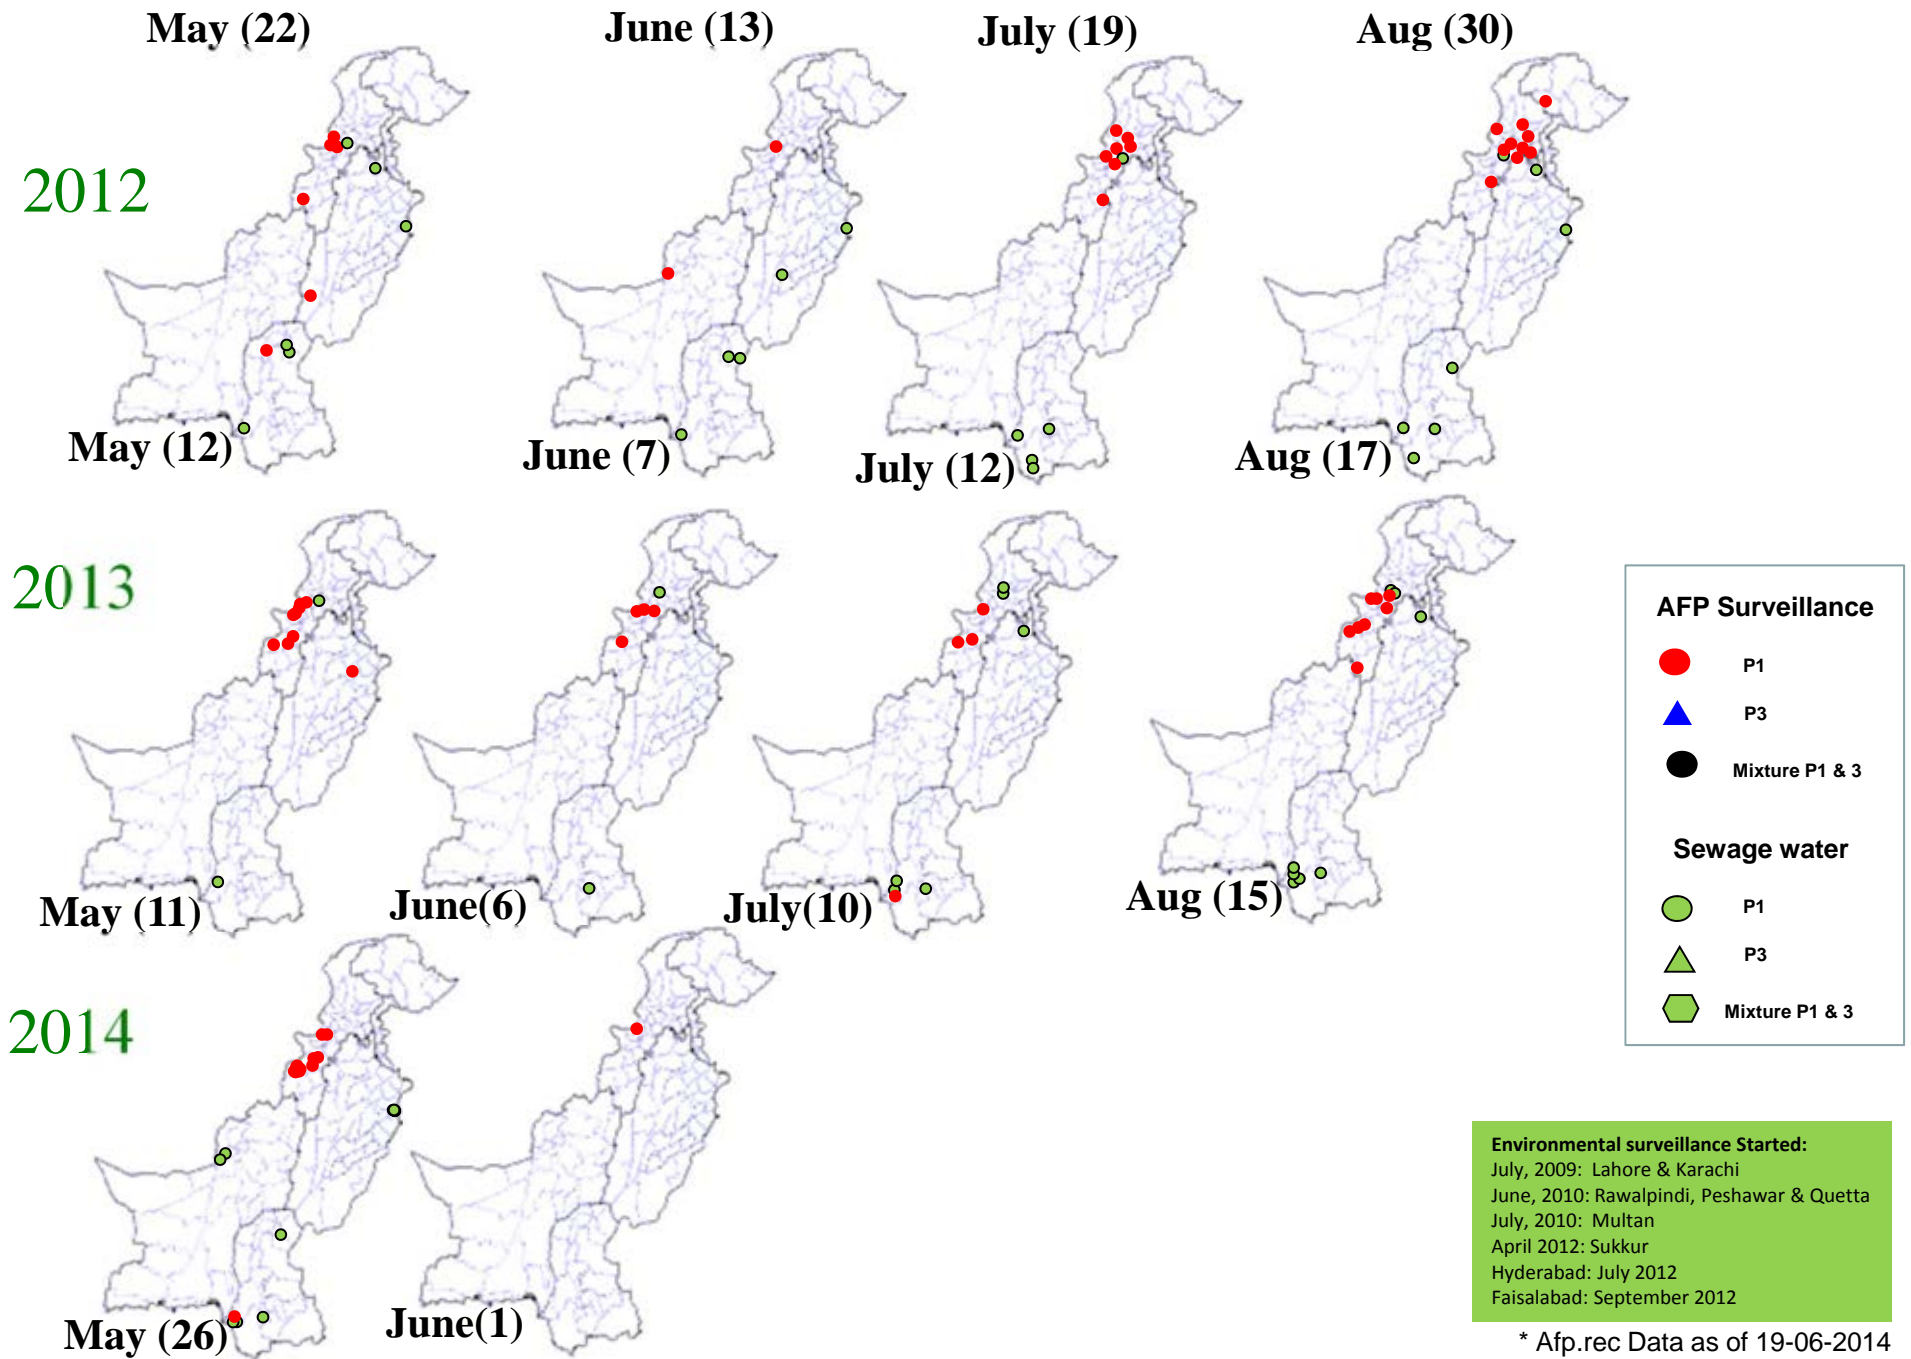 May (22)
June (13)
July (19)
Aug (30)
2012
May (12)
June (7)
July (12)
Aug (17)
2013
May (11)
June(6)
July(10)
Aug (15)
2014
May (26)
June(1)
AFP Surveillance
P1
P3
Mixture P1 & 3
Sewage water
P1
P3
Mixture P1 & 3
Environmental surveillance Started:
July, 2009: Lahore & Karachi
June, 2010: Rawalpindi, Peshawar & Quetta
July, 2010: Multan
April 2012: Sukkur
Hyderabad: July 2012
Faisalabad: September 2012
* Afp.rec Data as of 19-06-2014